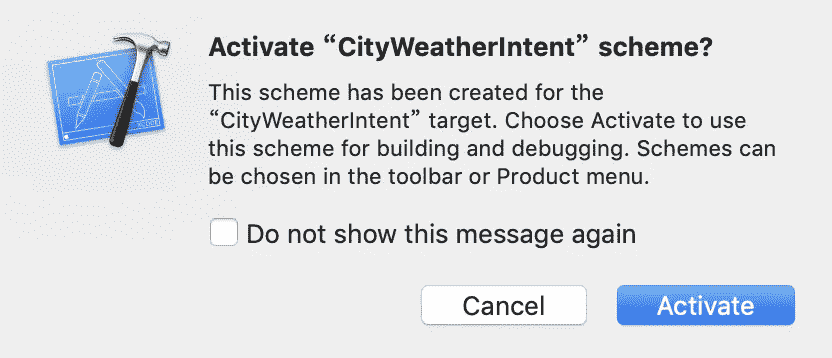 Activate “CityWeatherIntent” scheme?
This scheme has been created for the
“CityWeatherIntent” target. Choose Activate to use
this scheme for building and debugging. Schemes can
be chosen in the toolbar or Product menu.
Do not show this message again
Cancel
Activate